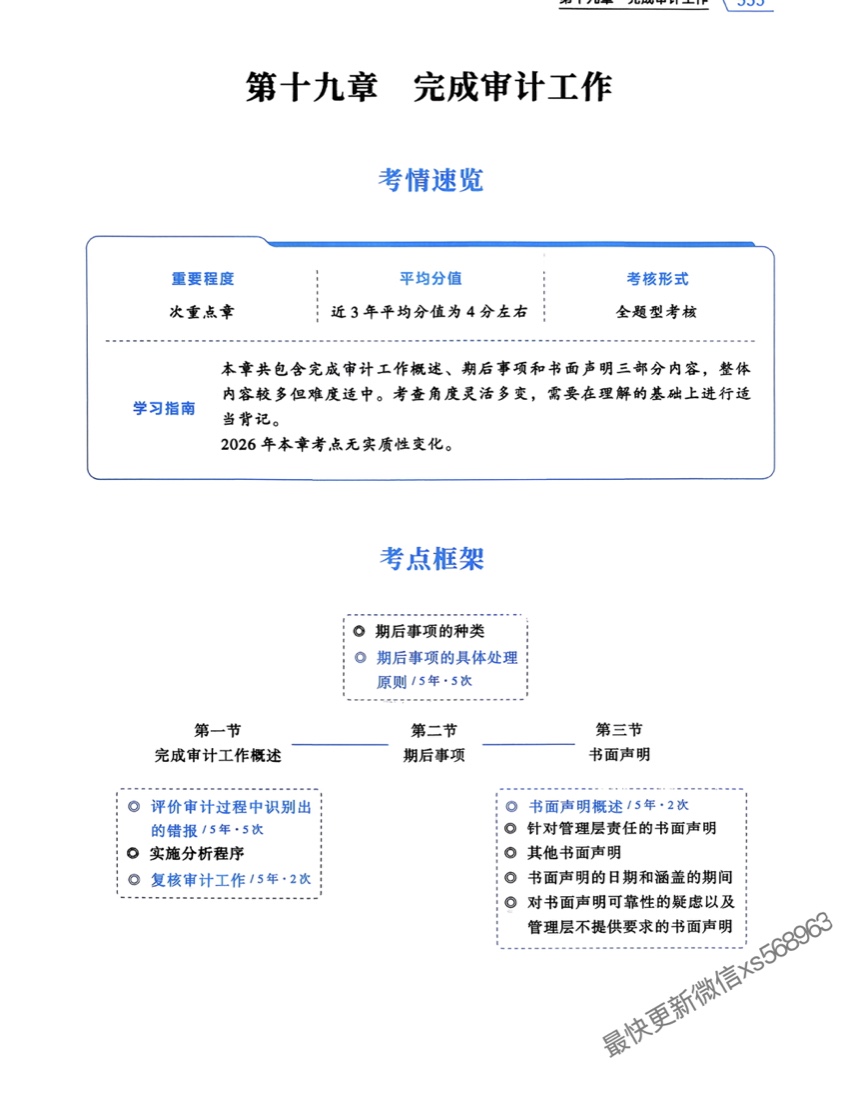 第十九章 完成审计工作
第十九章 完成审计工作
考情速览
重要程度 平均分值 考核形式
次重点章 近3年平均分值为4分左右 全题型考核
学习指南
本章共包含完成审计工作概述、期后事项和书面声明三部分内容，整体
内容较多但难度适中。考查角度灵活多变，需要在理解的基础上进行适
当背记。
2026年本章考点无实质性变化。
考点框架
◎ 期后事项的种类
◎ 期后事项的具体处理
原则/5年·5次
第一节 第二节 第三节
完成审计工作概述 期后事项 书面声明
◎ 评价审计过程中识别出
的错报/5年·5次
◎ 实施分析程序
◎ 复核审计工作/5年·2次
◎ 书面声明概述/5年·2次
◎ 针对管理层责任的书面声明
◎ 其他书面声明
◎ 书面声明的日期和涵盖的期间
◎ 对书面声明可靠性的疑虑以及
管理层不提供要求的书面声明
最快更新微信xs568963